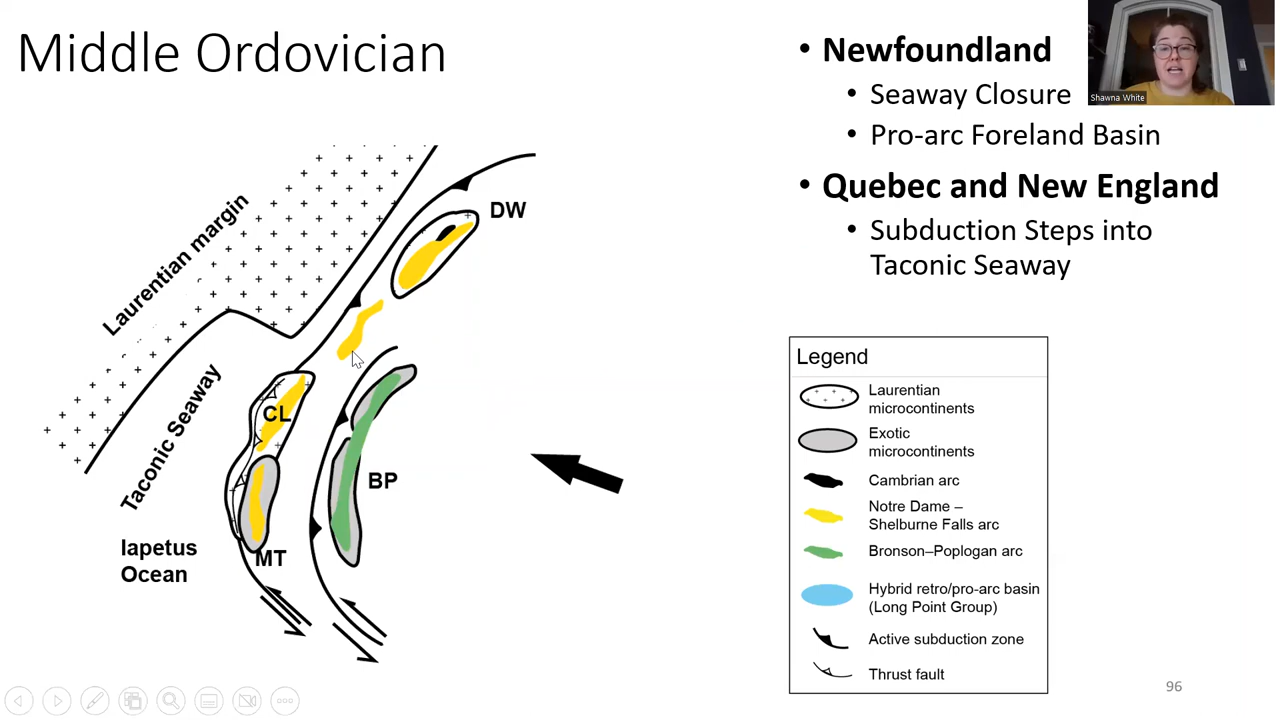 Middle Ordovician
• Newfoundland
• Seaway Closure
• Pro-arc Foreland Basin
• Quebec and New England
• Subduction Steps into
Taconic Seaway
Shawna White
Laurentian margin
DW
Taconic Seaway
CL
BP
MT
Iapetus
Ocean
Legend
Laurentian
microcontinents
Exotic
microcontinents
Cambrian arc
Notre Dame –
Shelburne Falls arc
Bronson–Poplogan arc
Hybrid retro/pro-arc basin
(Long Point Group)
Active subduction zone
Thrust fault
96